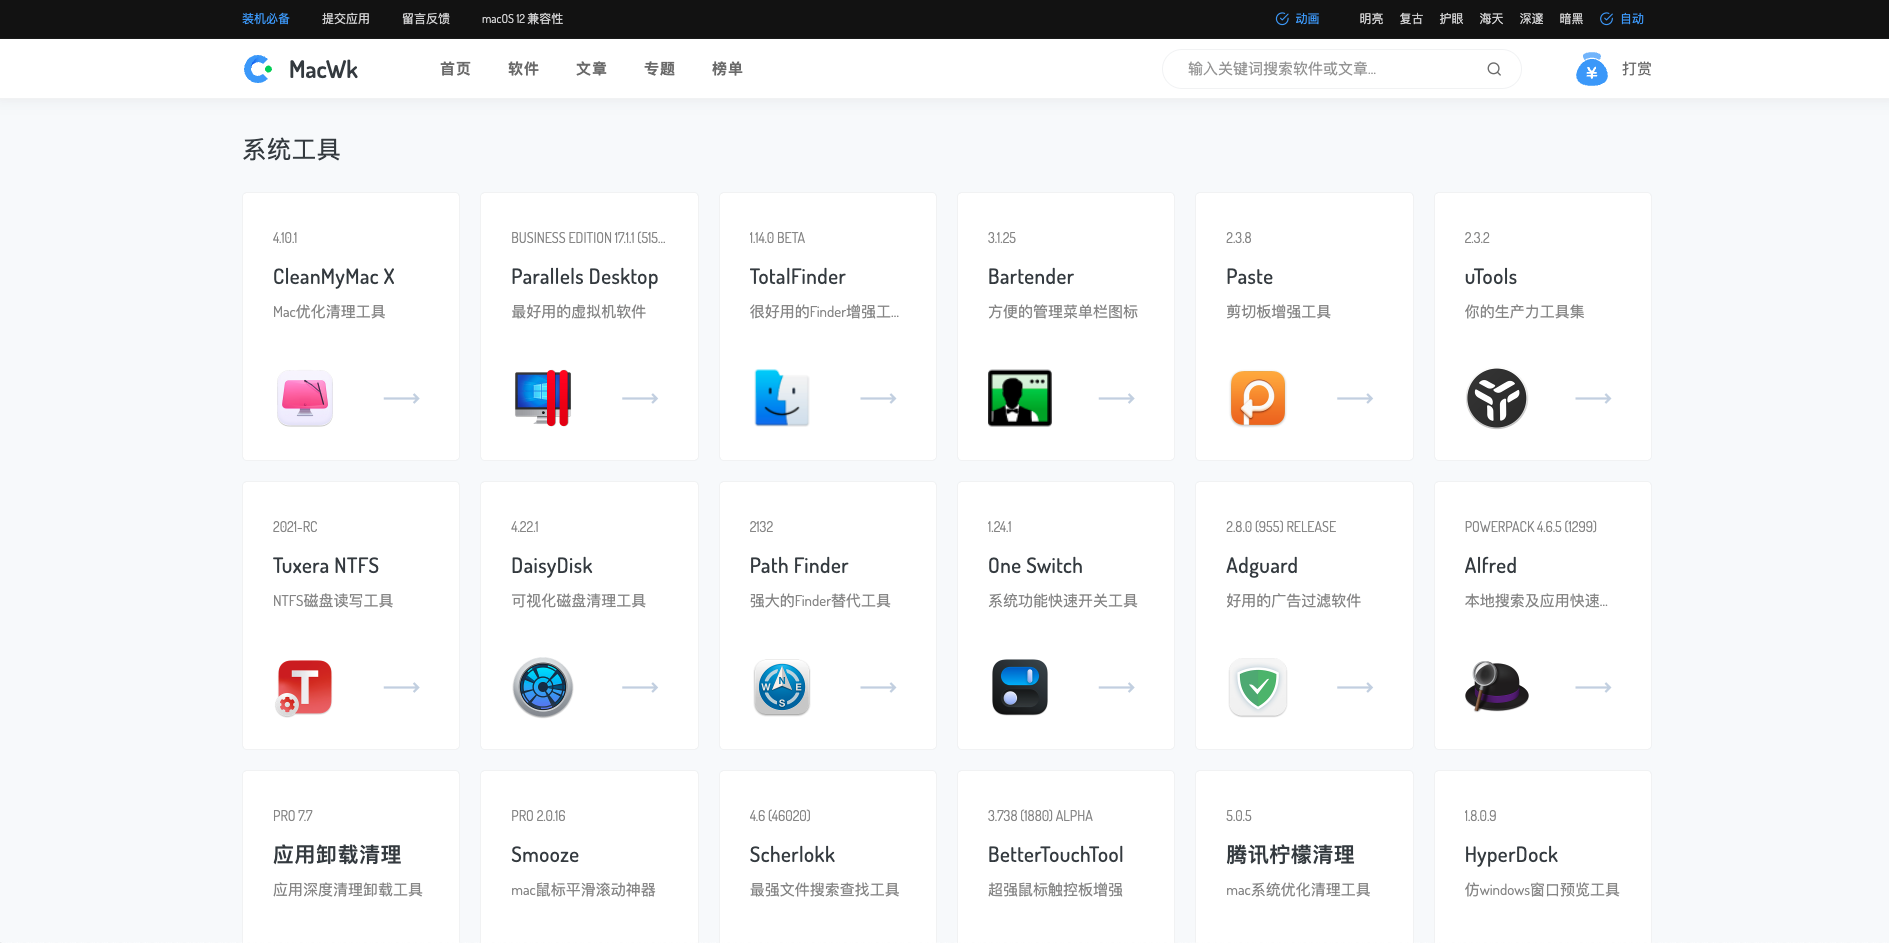 装机必备 提交应用 留言反馈 macOS 12 兼容性 动画 明亮 复古 护眼 海天 深邃 暗黑 自动
MacWk 首页 软件 文章 专题 榜单 输入关键词搜索软件或文章... 打赏
系统工具
4.10.1
CleanMyMac X
Mac优化清理工具
BUSINESS EDITION 17.1.1 (515...
Parallels Desktop
最好用的虚拟机软件
1.14.0 BETA
TotalFinder
很好用的Finder增强工...
3.1.25
Bartender
方便的管理菜单栏图标
2.3.8
Paste
剪切板增强工具
2.3.2
uTools
你的生产力工具集
2021-RC
Tuxera NTFS
NTFS磁盘读写工具
4.22.1
DaisyDisk
可视化磁盘清理工具
2132
Path Finder
强大的Finder替代工具
1.24.1
One Switch
系统功能快速开关工具
2.8.0 (955) RELEASE
Adguard
好用的广告过滤软件
POWERPACK 4.6.5 (1299)
Alfred
本地搜索及应用快速...
PRO 7.7
应用卸载清理
应用深度清理卸载工具
PRO 2.0.16
Smooze
mac鼠标平滑滚动神器
4.6 (46020)
Scherlokk
最强文件搜索查找工具
3.738 (1880) ALPHA
BetterTouchTool
超强鼠标触控板增强
5.0.5
腾讯柠檬清理
mac系统优化清理工具
1.8.0.9
HyperDock
仿windows窗口预览工具